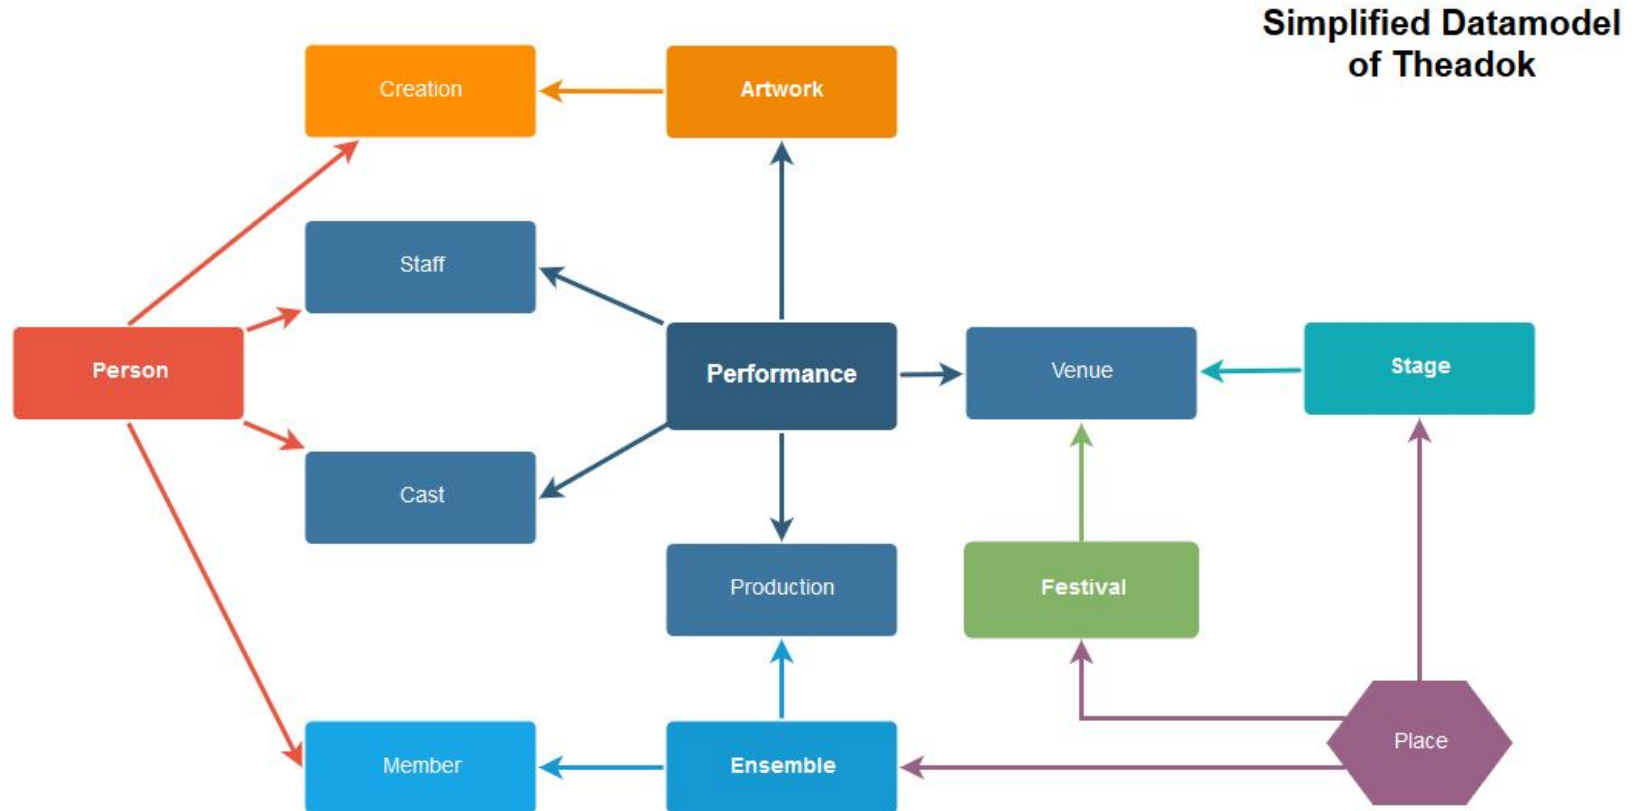 Simplified Datamodel
of Theadok
Creation
Artwork
Staff
Person
Performance
Venue
Stage
Cast
Production
Festival
Member
Ensemble
Place